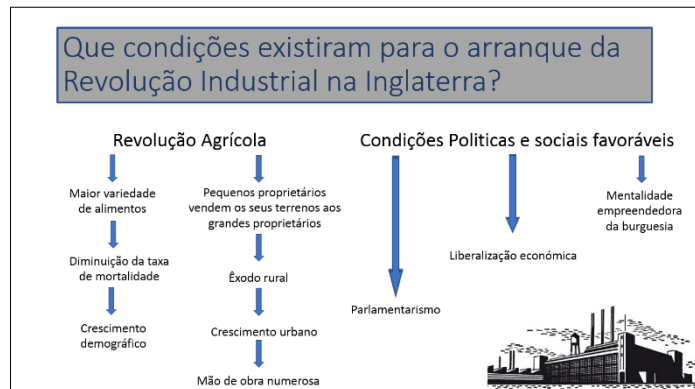 Que condições existiram para o arranque da
Revolução Industrial na Inglaterra?
Revolução Agrícola
Condições Politicas e sociais favoráveis
Maior variedade
de alimentos
Diminuição da taxa
de mortalidade
Crescimento
demográfico
Pequenos proprietários
vendem os seus terrenos aos
grandes proprietários
Êxodo rural
Crescimento urbano
Mão de obra numerosa
Parlamentarismo
Liberalização económica
Mentalidade
empreendedora
da burguesia